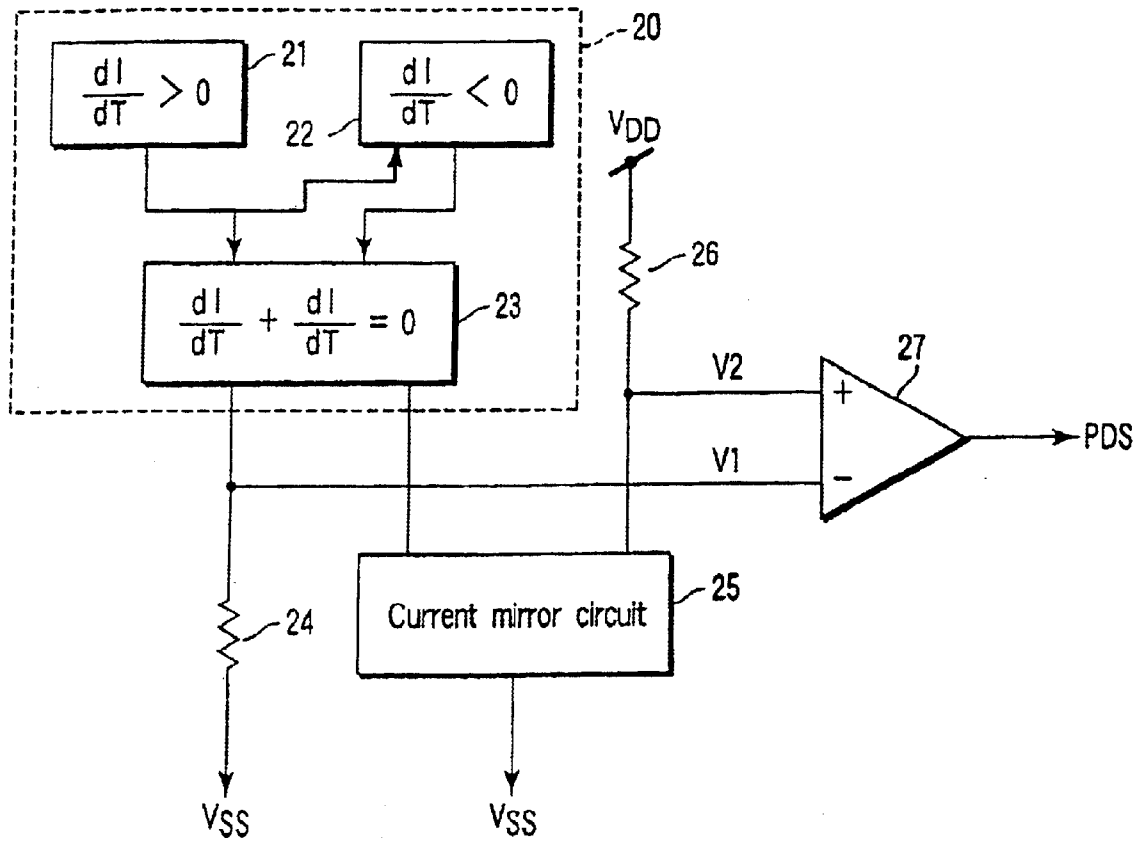 20
21
dI/dT > 0
22
dI/dT < 0
VDD
26
dI/dT + dI/dT = 0
23
V2
27
+
PDS
V1
−
25
Current mirror circuit
24
VSS
VSS